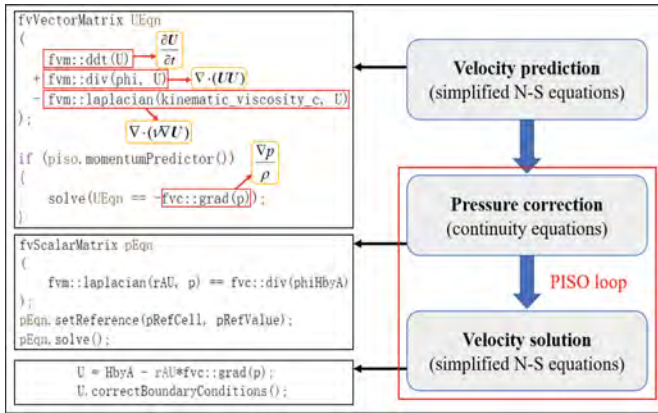 fvVectorMatrix UEqn
(
fvm::ddt(U)
∂U/∂t
+ fvm::div(phi, U)
∇·(UU)
- fvm::laplacian(kinematic_viscosity_c, U)
);
∇·(ν∇U)
if (piso.momentumPredictor())
∇p/ρ
{
solve(UEqn == -fvc::grad(p));
}
fvScalarMatrix pEqn
(
fvm::laplacian(rAU, p) == fvc::div(phiHbyA)
);
pEqn.setReference(pRefCell, pRefValue);
pEqn.solve();
U = HbyA - rAU*fvc::grad(p);
U.correctBoundaryConditions();
Velocity prediction
(simplified N-S equations)
Pressure correction
(continuity equations)
PISO loop
Velocity solution
(simplified N-S equations)